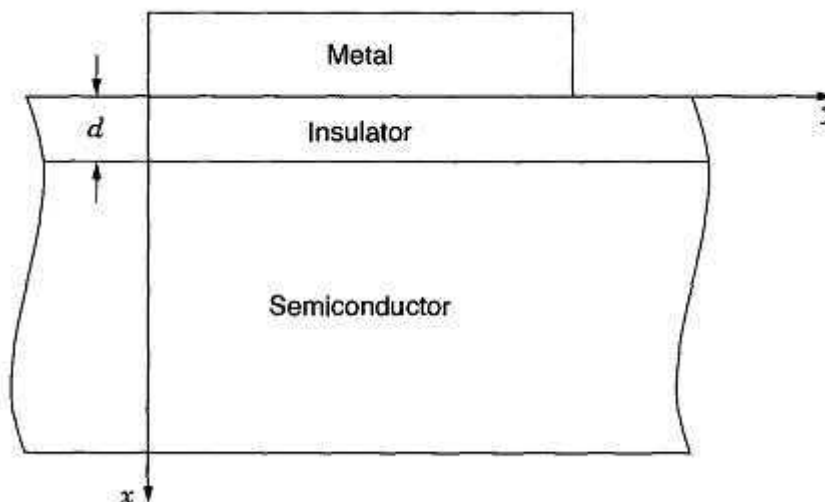 Metal
d
Insulator
Semiconductor
x